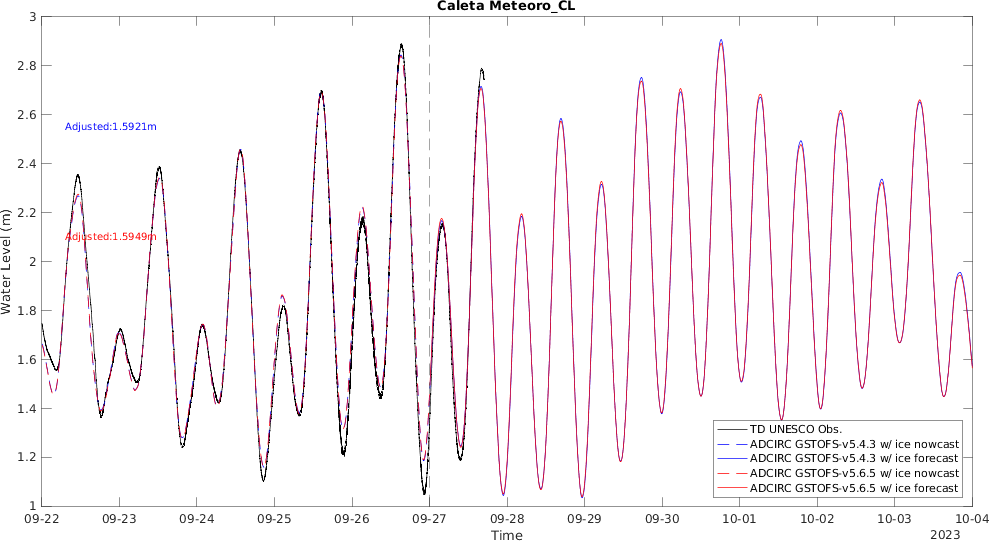 Caleta Meteoro_CL
3
2.8
2.6
2.4
2.2
2
1.8
1.6
1.4
1.2
1
Water Level (m)
Adjusted:1.5921m
Adjusted:1.5949m
TD UNESCO Obs.
ADCIRC GSTOFS-v5.4.3 w/ ice nowcast
ADCIRC GSTOFS-v5.4.3 w/ ice forecast
ADCIRC GSTOFS-v5.6.5 w/ ice nowcast
ADCIRC GSTOFS-v5.6.5 w/ ice forecast
09-22 09-23 09-24 09-25 09-26 09-27 09-28 09-29 09-30 10-01 10-02 10-03 10-04
Time
2023